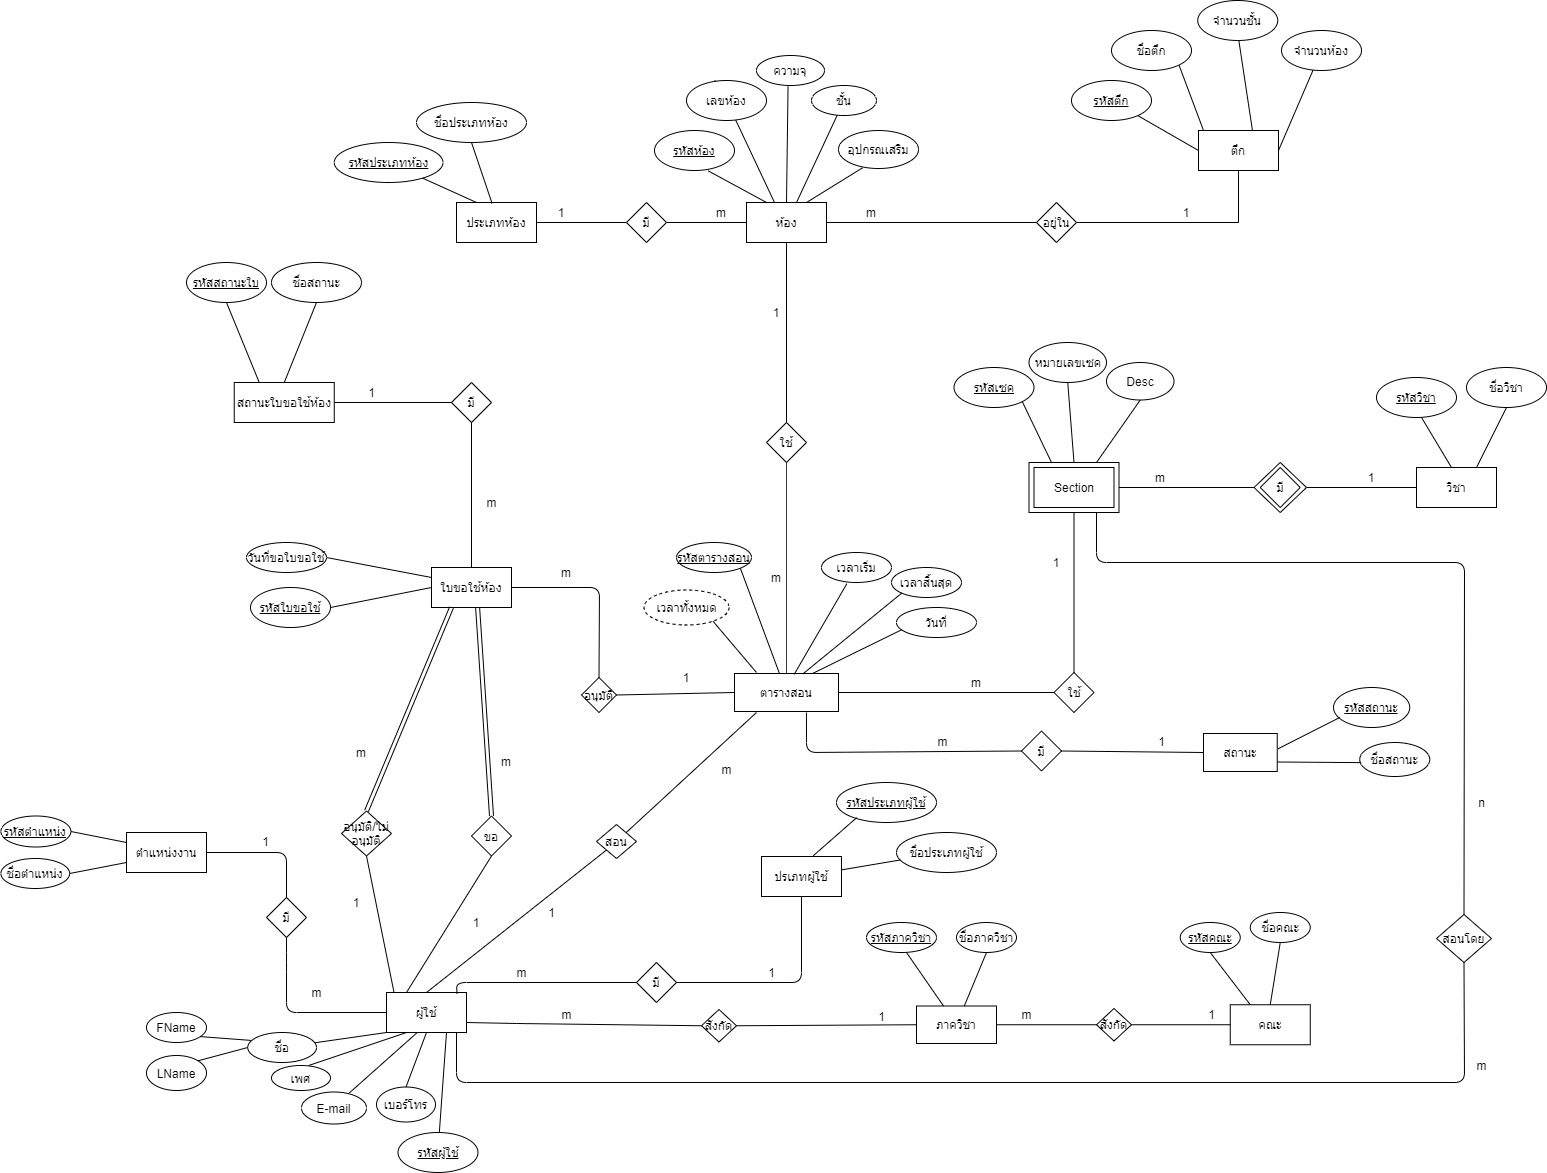 จำนวนชั้น
ชื่อตึก
จำนวนห้อง
ความจุ
เลขห้อง
ชั้น
รหัสตึก
ชื่อประเภทห้อง
รหัสห้อง
อุปกรณ์เสริม
ตึก
รหัสประเภทห้อง
ประเภทห้อง
1
มี
m
ห้อง
m
อยู่ใน
1
รหัสสถานะใบ
ชื่อสถานะ
1
หมายเลขเซค
รหัสเซค
Desc
รหัสวิชา
ชื่อวิชา
สถานะใบขอใช้ห้อง
1
มี
ใช้
Section
m
มี
1
วิชา
m
วันที่ขอใบขอใช้
รหัสตารางสอน
เวลาเริ่ม
1
ใบขอใช้ห้อง
m
m
เวลาสิ้นสุด
รหัสใบขอใช้
เวลาทั้งหมด
วันที่
อนุมัติ
1
ตารางสอน
m
ใช้
รหัสสถานะ
m
m
m
m
มี
1
สถานะ
ชื่อสถานะ
รหัสประเภทผู้ใช้
n
รหัสตำแหน่ง
ตำแหน่งงาน
1
อนุมัติ/ไม่
อนุมัติ
ขอ
สอน
ชื่อประเภทผู้ใช้
ชื่อตำแหน่ง
ปรเภทผู้ใช้
1
1
1
มี
รหัสภาควิชา
ชื่อภาควิชา
รหัสคณะ
ชื่อคณะ
สอนโดย
m
m
มี
1
ผู้ใช้
m
สังกัด
1
ภาควิชา
m
สังกัด
1
คณะ
FName
ชื่อ
LName
เพศ
m
E-mail
เบอร์โทร
รหัสผู้ใช้